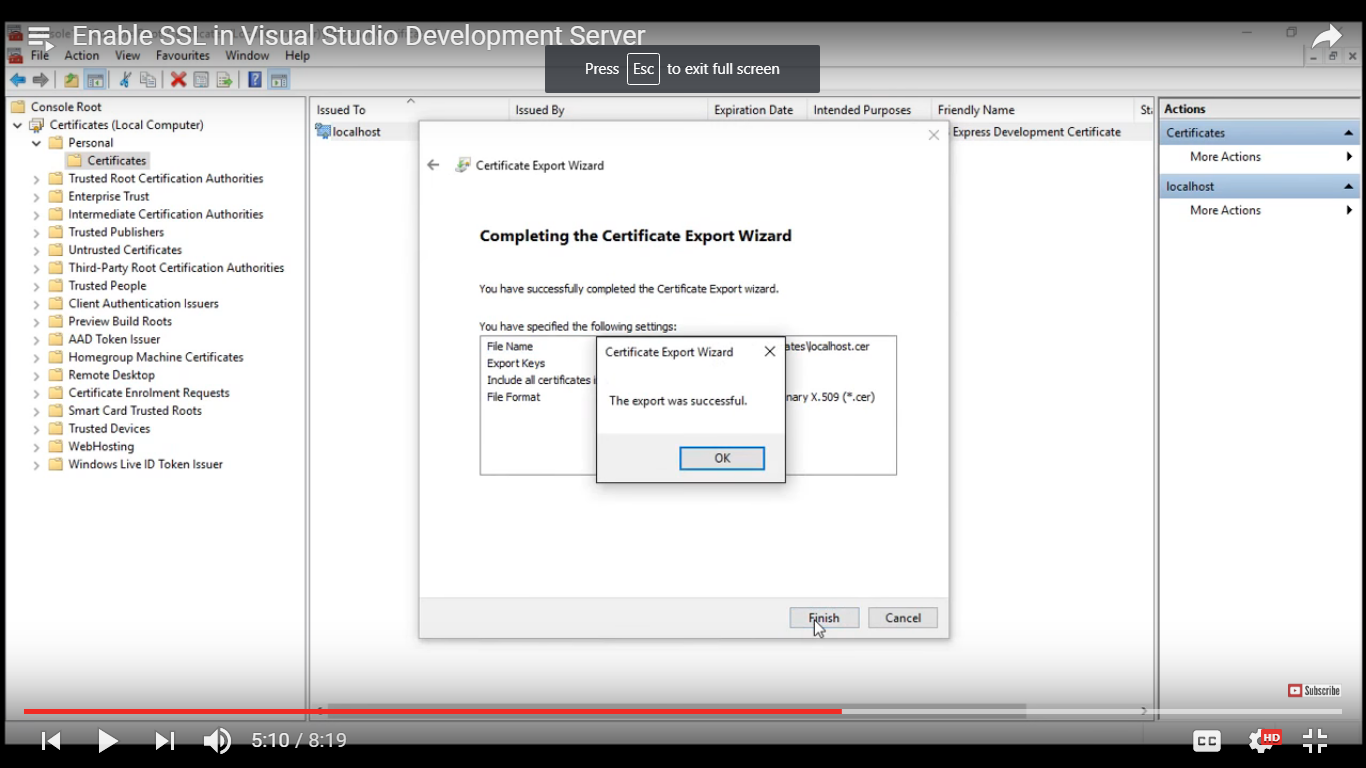 Enable SSL in Visual Studio Development Server
File Action View Favourites Window Help
Press Esc to exit full screen
Console Root
Certificates (Local Computer)
Personal
Certificates
Trusted Root Certification Authorities
Enterprise Trust
Intermediate Certification Authorities
Trusted Publishers
Untrusted Certificates
Third-Party Root Certification Authorities
Trusted People
Client Authentication Issuers
Preview Build Roots
AAD Token Issuer
Homegroup Machine Certificates
Remote Desktop
Certificate Enrolment Requests
Smart Card Trusted Roots
Trusted Devices
WebHosting
Windows Live ID Token Issuer
Issued To Issued By Expiration Date Intended Purposes Friendly Name
localhost Express Development Certificate
Certificate Export Wizard
Completing the Certificate Export Wizard
You have successfully completed the Certificate Export wizard.
You have specified the following settings:
File Name ates\localhost.cer
Export Keys
Include all certificates i
File Format nary X.509 (*.cer)
Certificate Export Wizard
The export was successful.
OK
Finish Cancel
Actions
Certificates
More Actions
localhost
More Actions
Subscribe
5:10 / 8:19
CC
HD